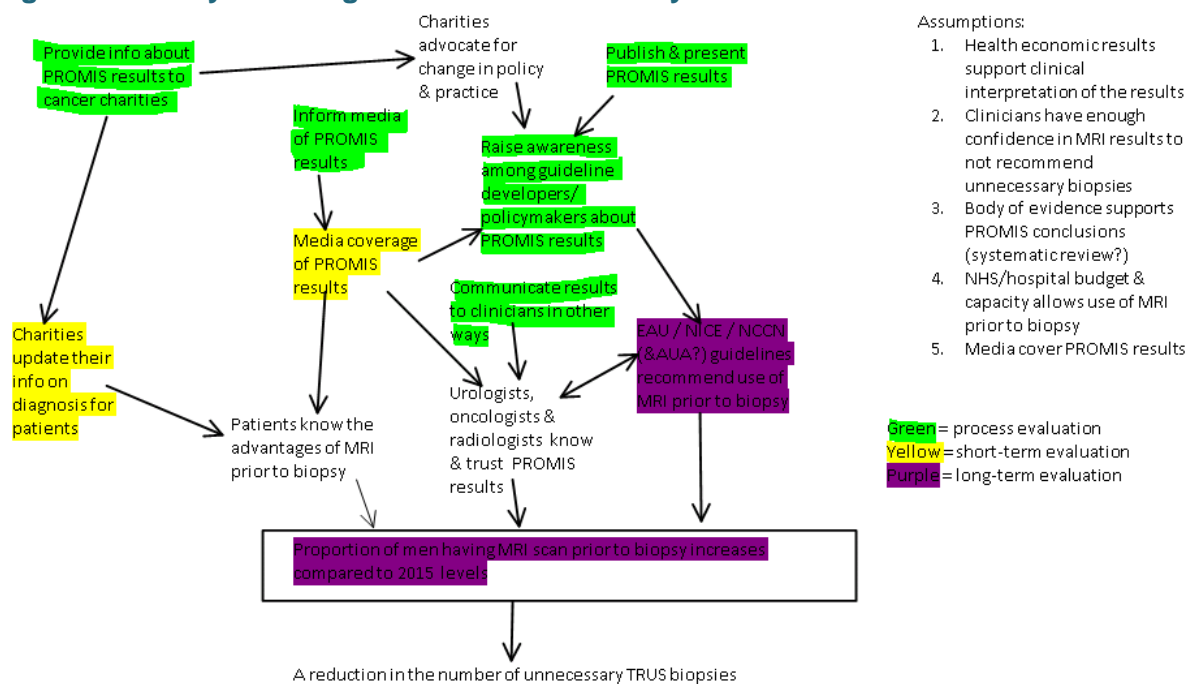 Charities
advocate for
change in policy
& practice
Provide info about
PROMIS results to
cancer charities
Publish & present
PROMIS results
Inform media
of PROMIS
results
Raise awareness
among guideline
developers/
policymakers about
PROMIS results
Media coverage
of PROMIS
results
Communicate results
to clinicians in other
ways
Charities
update their
info on
diagnosis for
patients
EAU / NICE / NCCN
(&AUA?) guidelines
recommend use of
MRI prior to biopsy
Patients know the
advantages of MRI
prior to biopsy
Urologists,
oncologists &
radiologists know
& trust PROMIS
results
Proportion of men having MRI scan prior to biopsy increases
compared to 2015 levels
A reduction in the number of unnecessary TRUS biopsies
Assumptions:
1. Health economic results
support clinical
interpretation of the results
2. Clinicians have enough
confidence in MRI results to
not recommend
unnecessary biopsies
3. Body of evidence supports
PROMIS conclusions
(systematic review?)
4. NHS/hospital budget &
capacity allows use of MRI
prior to biopsy
5. Media cover PROMIS results
Green = process evaluation
Yellow = short-term evaluation
Purple = long-term evaluation